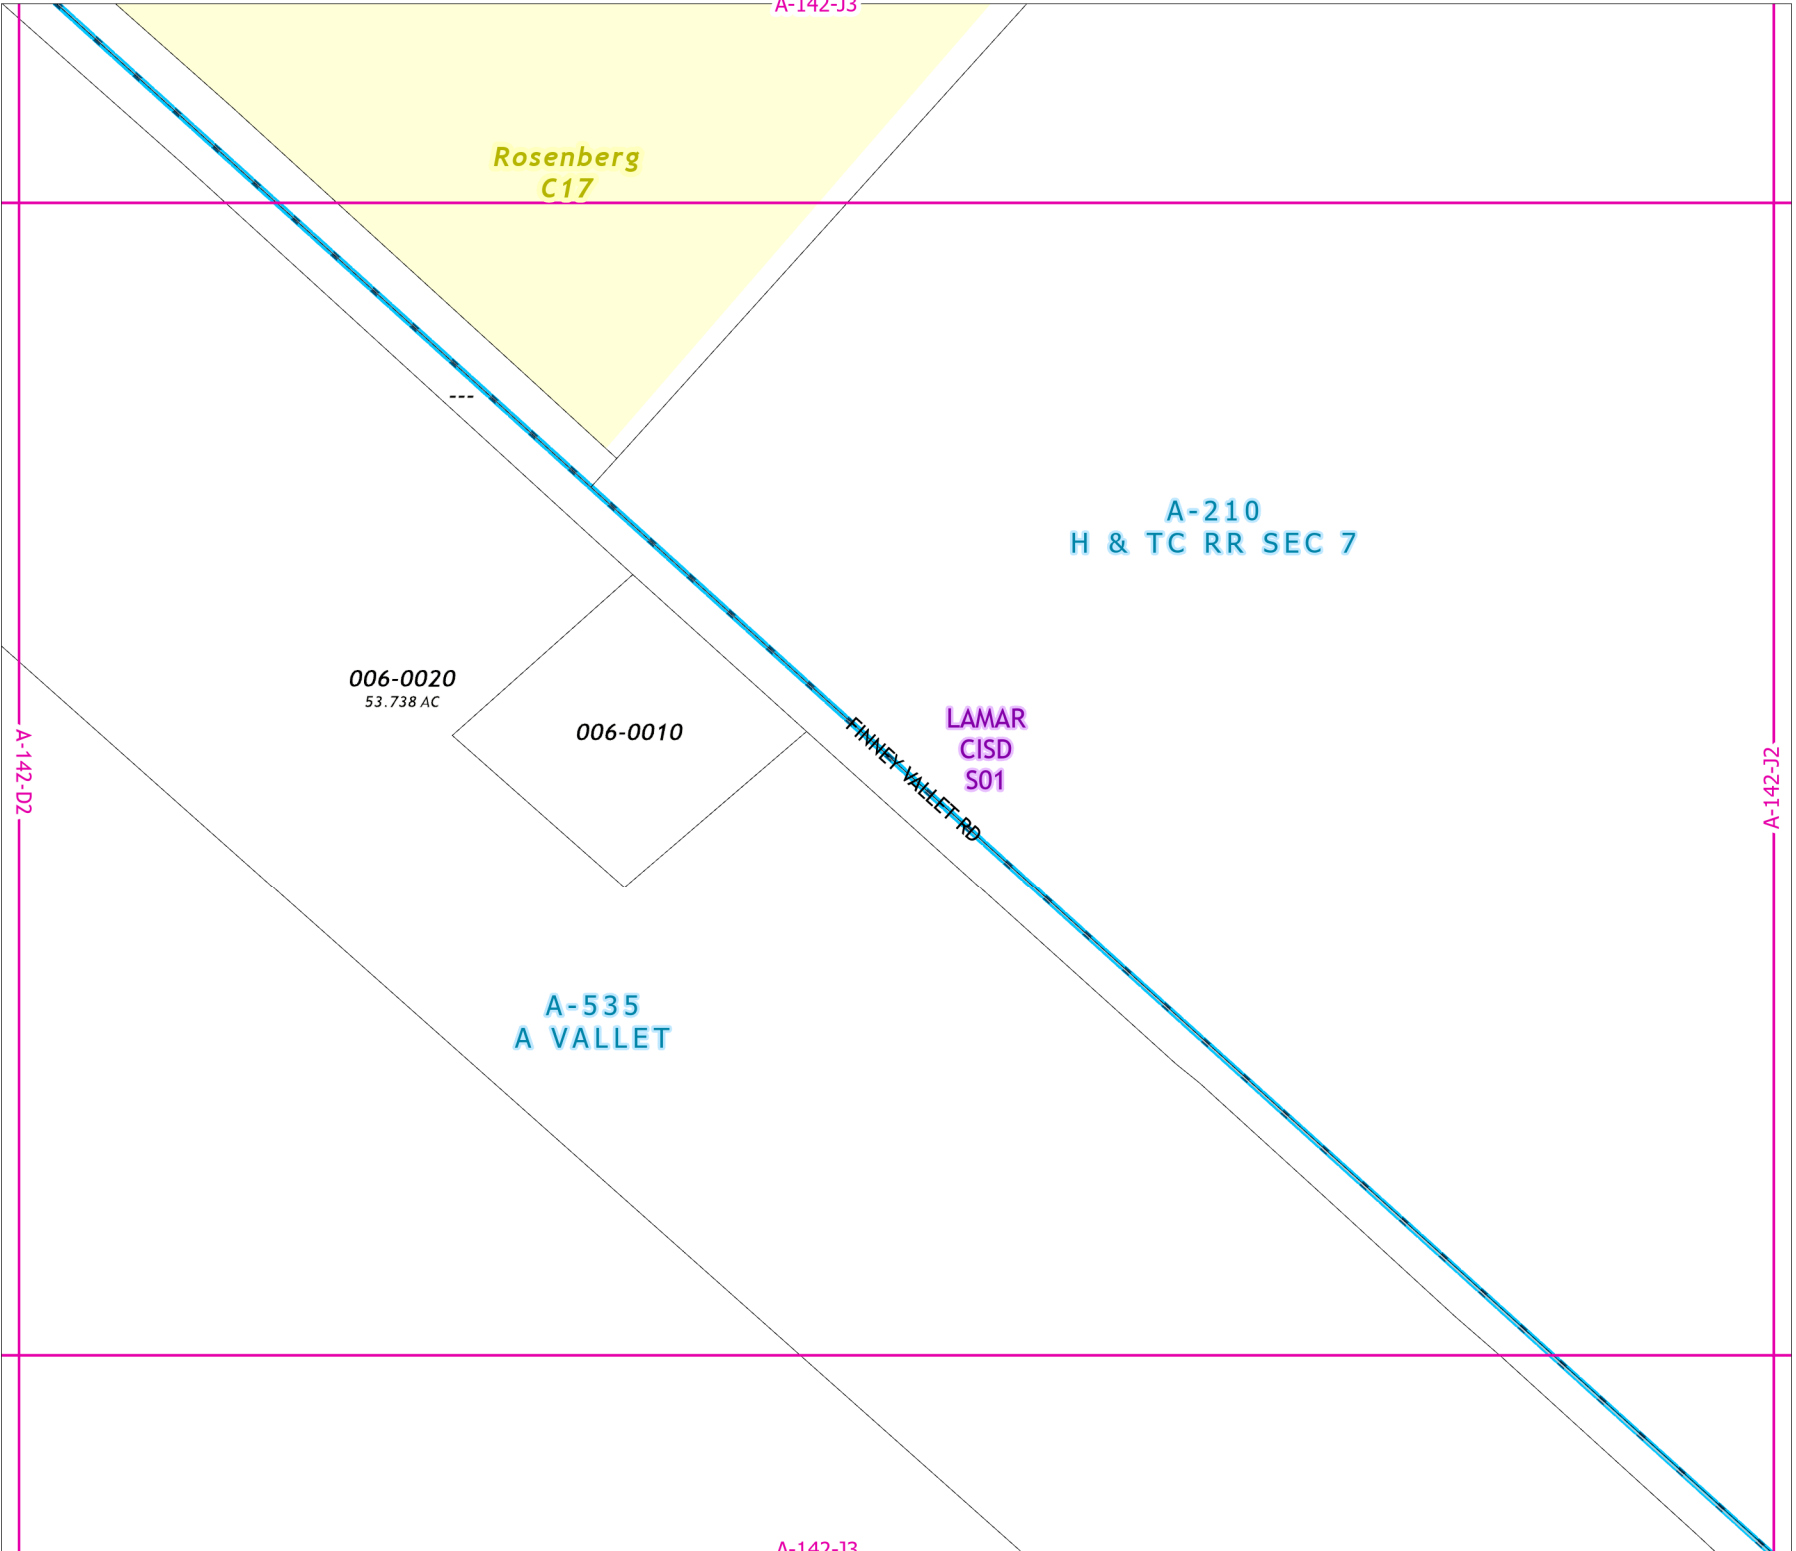 A-142-J3
Rosenberg
C17
---
A-210
H & TC RR SEC 7
006-0020
53.738 AC
006-0010
LAMAR
CISD
S01
FINNEY VALLET RD
A-142-D2
A-142-J2
A-535
A VALLET
A-142-J3